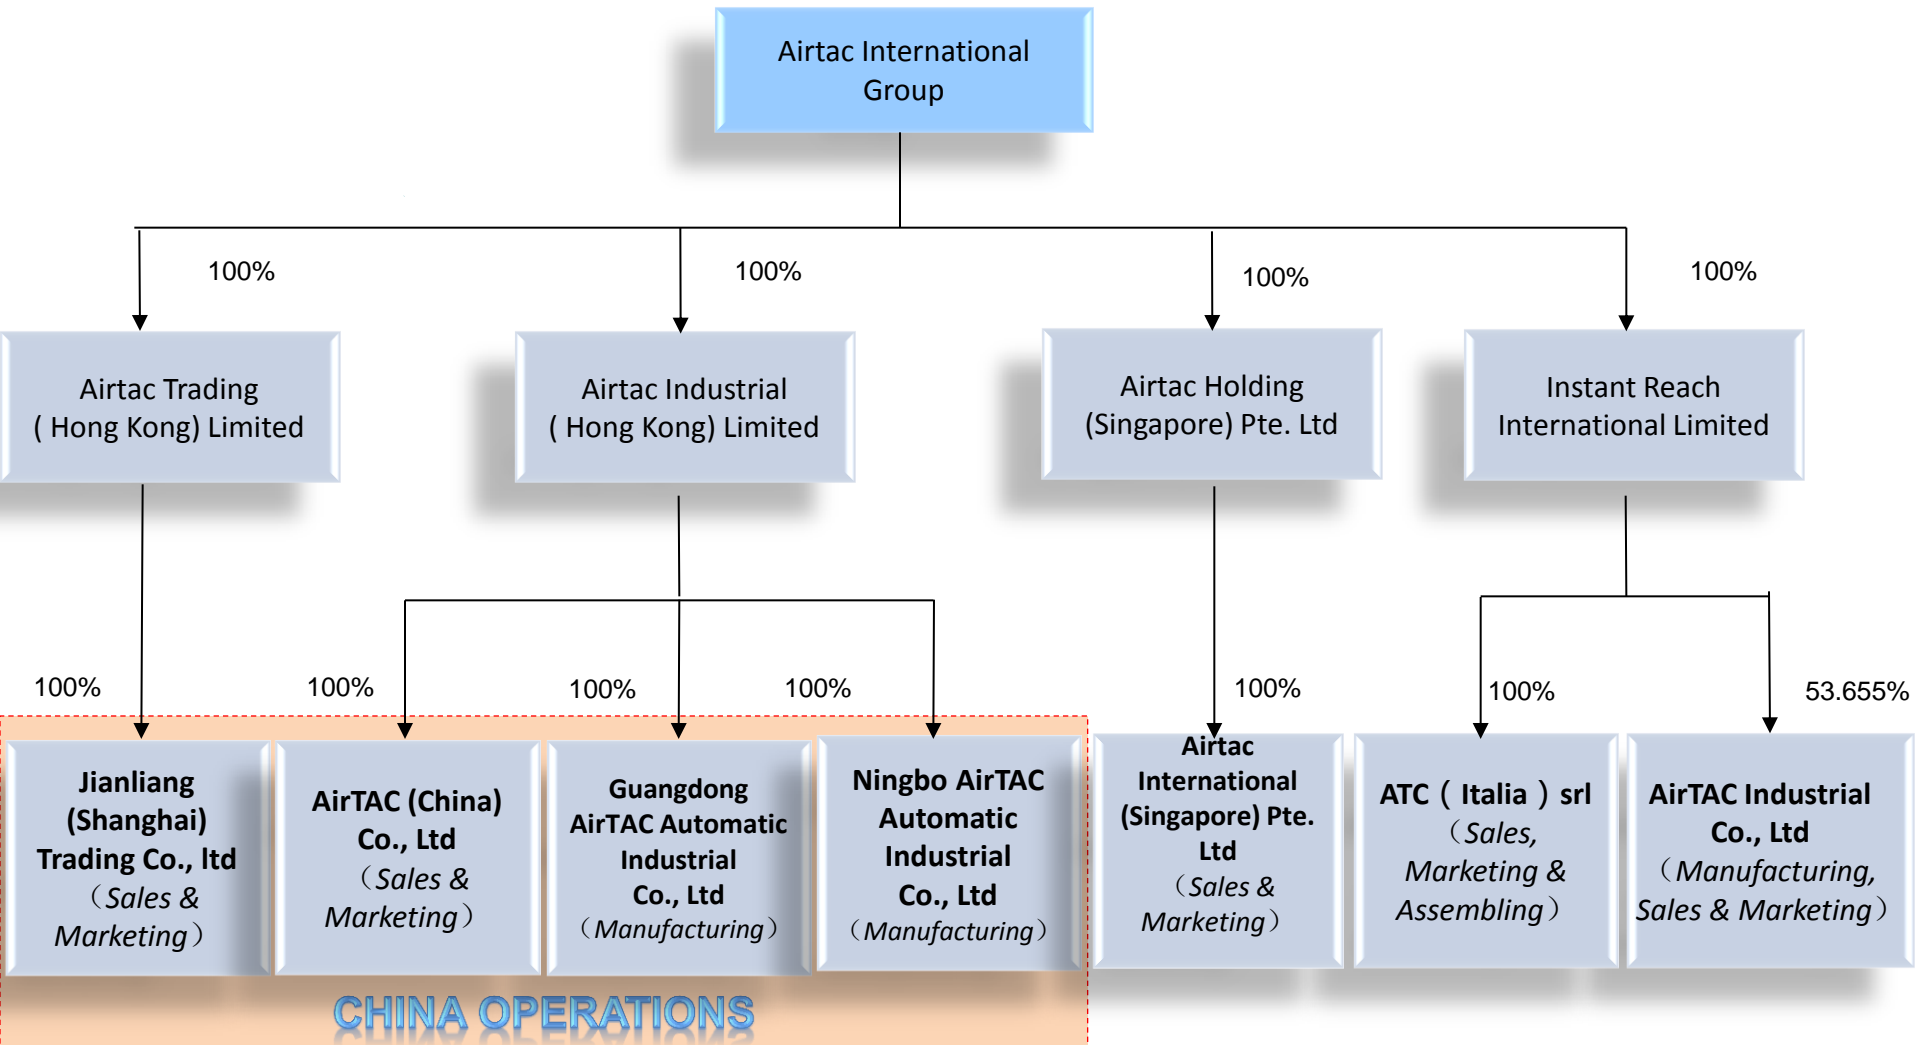 Airtac International
Group
100%
100%
100%
100%
Airtac Trading
( Hong Kong) Limited
Airtac Industrial
( Hong Kong) Limited
Airtac Holding
(Singapore) Pte. Ltd
Instant Reach
International Limited
100%
100%
100%
100%
100%
100%
53.655%
Jianliang
(Shanghai)
Trading Co., ltd
（Sales &
Marketing）
AirTAC (China)
Co., Ltd
（Sales &
Marketing）
Guangdong
AirTAC Automatic
Industrial
Co., Ltd
（Manufacturing）
Ningbo AirTAC
Automatic
Industrial
Co., Ltd
（Manufacturing）
Airtac
International
(Singapore) Pte.
Ltd
（Sales &
Marketing）
ATC（ Italia ）srl
（Sales,
Marketing &
Assembling）
AirTAC Industrial
Co., Ltd
（Manufacturing,
Sales & Marketing）
CHINA OPERATIONS